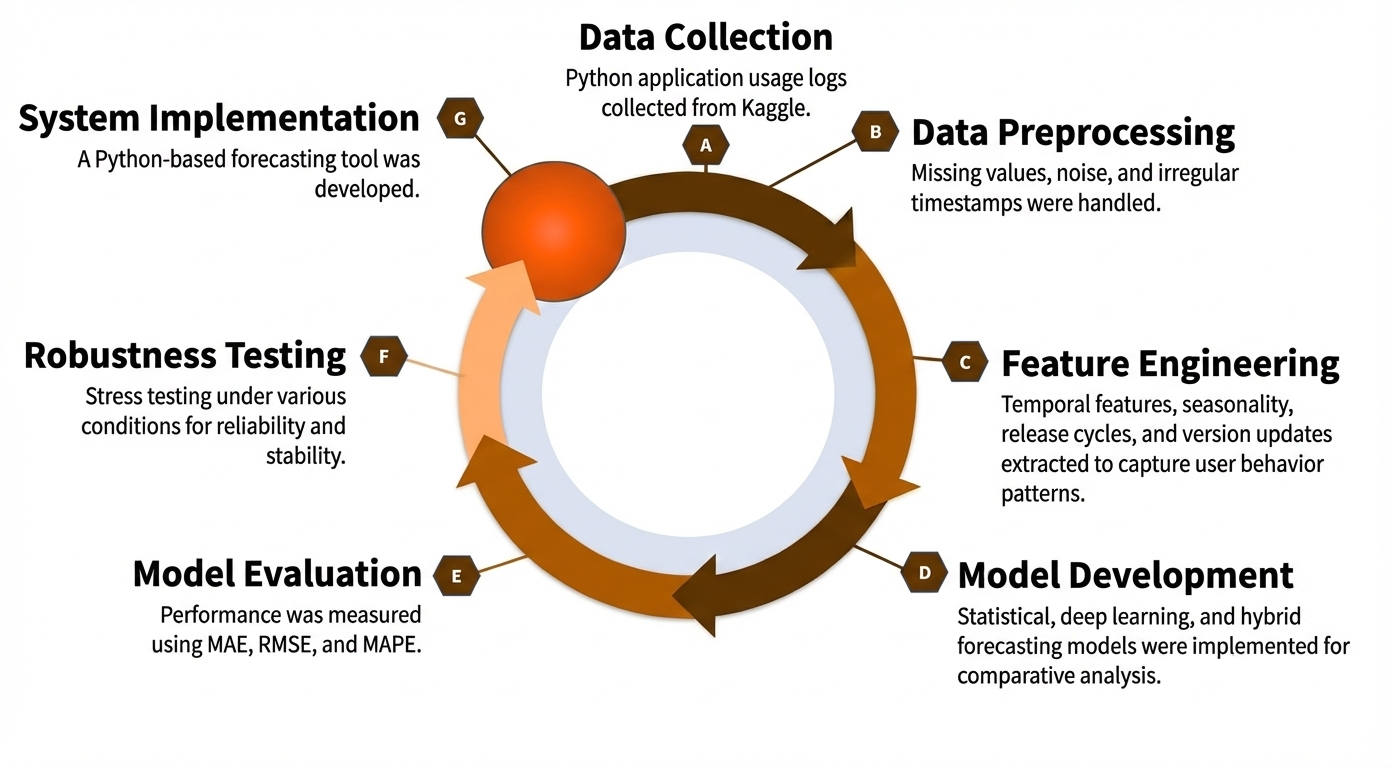 Data Collection
Python application usage logs
collected from Kaggle.
A
B
Data Preprocessing
Missing values, noise, and irregular
timestamps were handled.
C
Feature Engineering
Temporal features, seasonality,
release cycles, and version updates
extracted to capture user behavior
patterns.
D
Model Development
Statistical, deep learning, and hybrid
forecasting models were implemented for
comparative analysis.
E
Model Evaluation
Performance was measured
using MAE, RMSE, and MAPE.
F
Robustness Testing
Stress testing under various
conditions for reliability and
stability.
G
System Implementation
A Python-based forecasting tool was
developed.